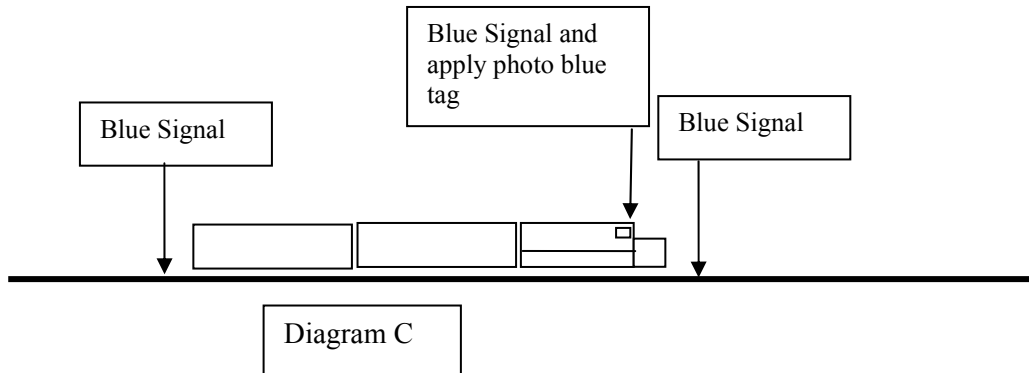 Blue Signal and
apply photo blue
tag
Blue Signal
Blue Signal
Diagram C